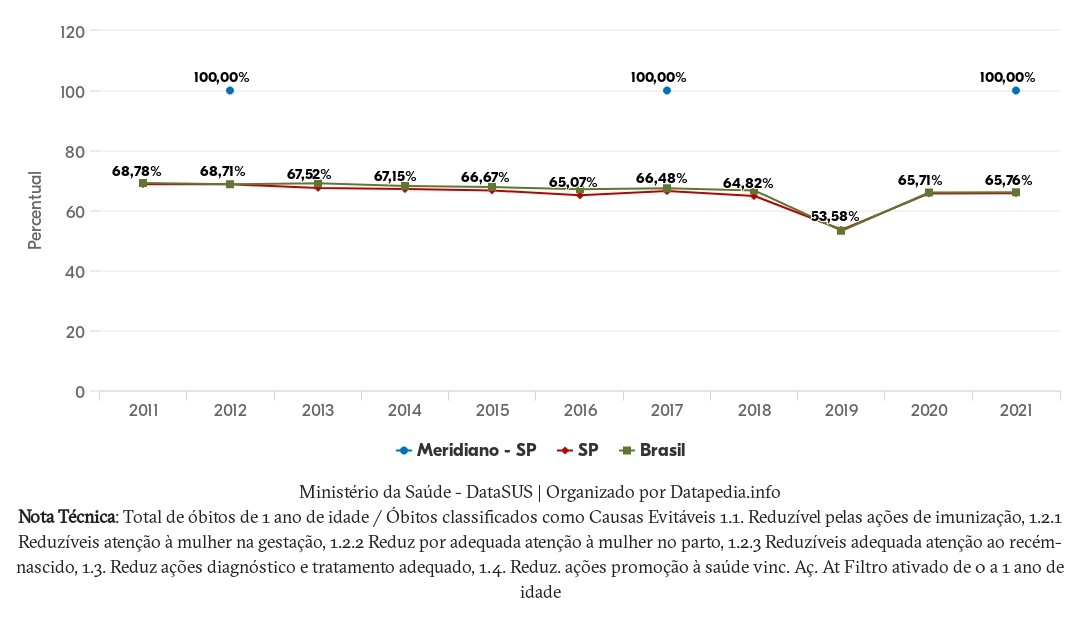 120
100
80
60
40
20
0
Percentual
100,00% 100,00% 100,00%
68,78% 68,71% 67,52% 67,15% 66,67% 65,07% 66,48% 64,82% 53,58% 65,71% 65,76%
2011 2012 2013 2014 2015 2016 2017 2018 2019 2020 2021
Meridiano - SP SP Brasil
Ministério da Saúde - DataSUS | Organizado por Datapedia.info
Nota Técnica: Total de óbitos de 1 ano de idade / Óbitos classificados como Causas Evitáveis 1.1. Reduzível pelas ações de imunização, 1.2.1
Reduzíveis atenção à mulher na gestação, 1.2.2 Reduz por adequada atenção à mulher no parto, 1.2.3 Reduzíveis adequada atenção ao recém-
nascido, 1.3. Reduz ações diagnóstico e tratamento adequado, 1.4. Reduz. ações promoção à saúde vinc. Aç. At Filtro ativado de 0 a 1 ano de
idade